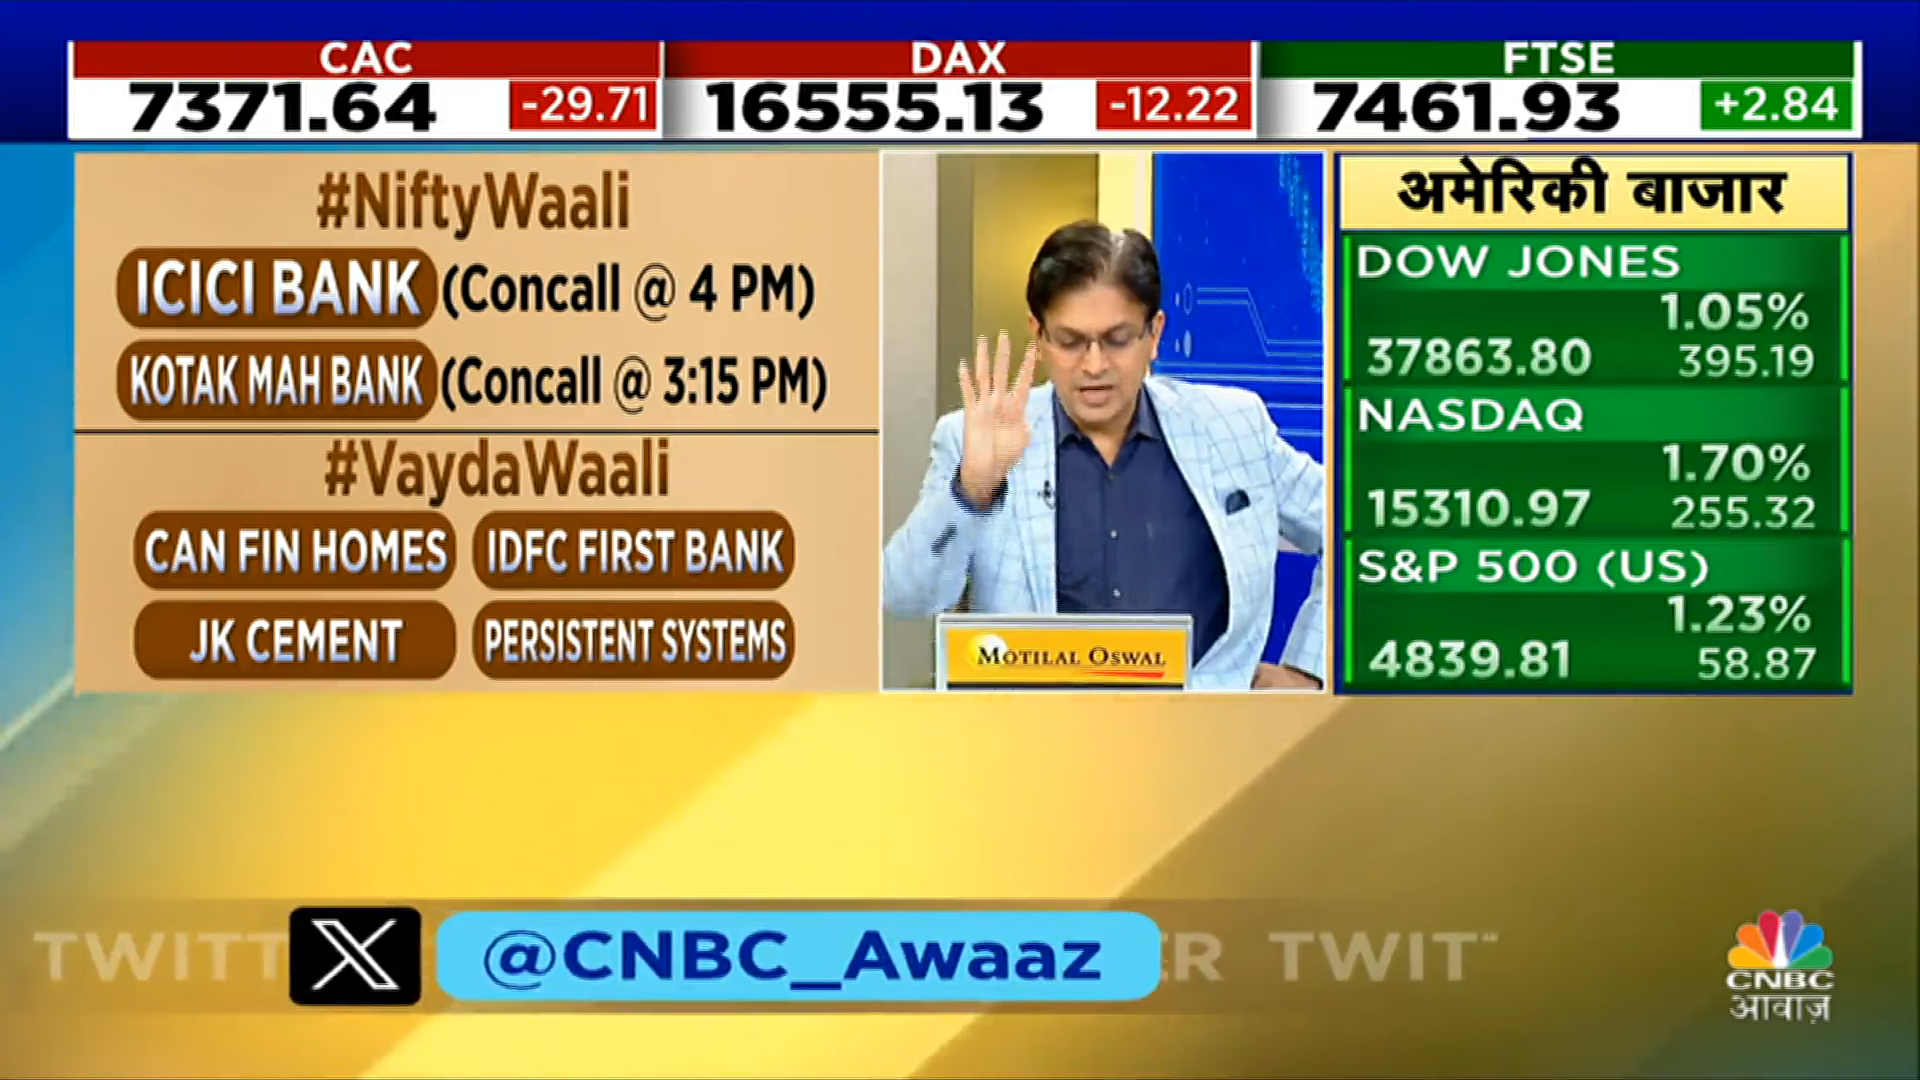 CAC
7371.64 -29.71
DAX
16555.13 -12.22
FTSE
7461.93 +2.84
#NiftyWaali
ICICI BANK (Concall @ 4 PM)
KOTAK MAH BANK (Concall @ 3:15 PM)
#VaydaWaali
CAN FIN HOMES IDFC FIRST BANK
JK CEMENT PERSISTENT SYSTEMS
MOTILAL OSWAL
अमेरिकी बाजार
DOW JONES
1.05%
37863.80 395.19
NASDAQ
1.70%
15310.97 255.32
S&P 500 (US)
1.23%
4839.81 58.87
TWITT X @CNBC_Awaaz ER TWIT
CNBC
आवाज़